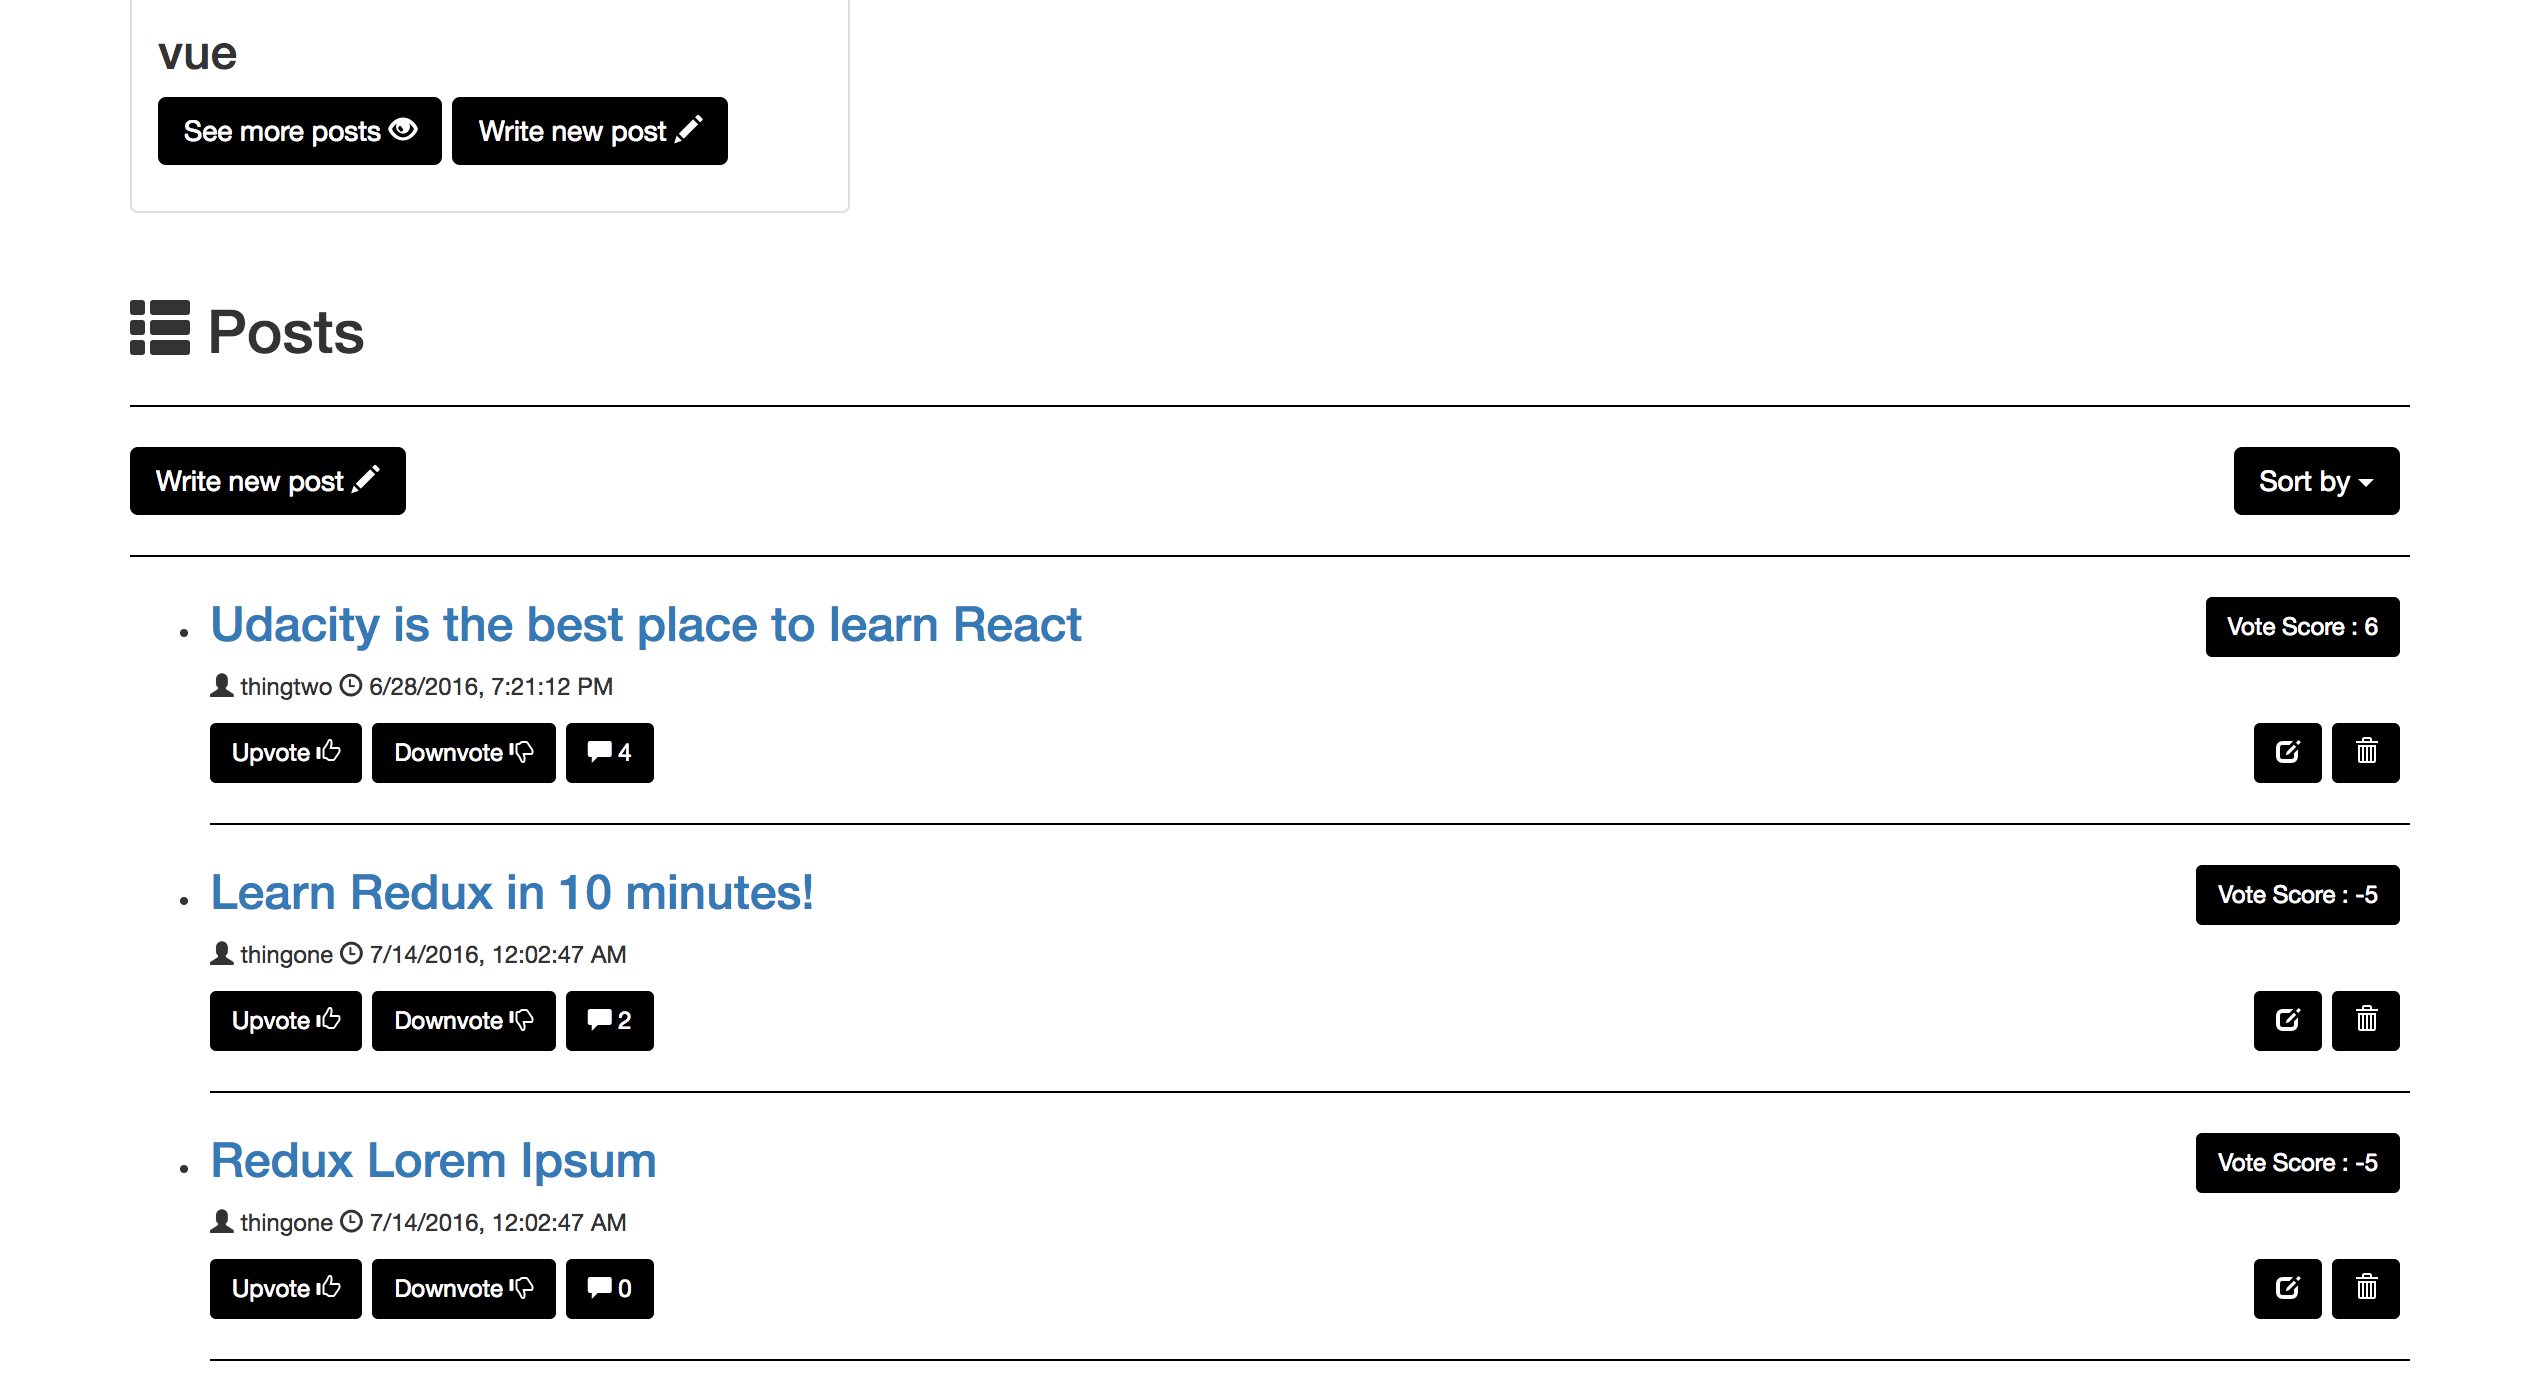 vue
See more posts
Write new post
Posts
Write new post
Sort by
Udacity is the best place to learn React
Vote Score : 6
thingtwo 6/28/2016, 7:21:12 PM
Upvote
Downvote
4
Learn Redux in 10 minutes!
Vote Score : -5
thingone 7/14/2016, 12:02:47 AM
Upvote
Downvote
2
Redux Lorem Ipsum
Vote Score : -5
thingone 7/14/2016, 12:02:47 AM
Upvote
Downvote
0